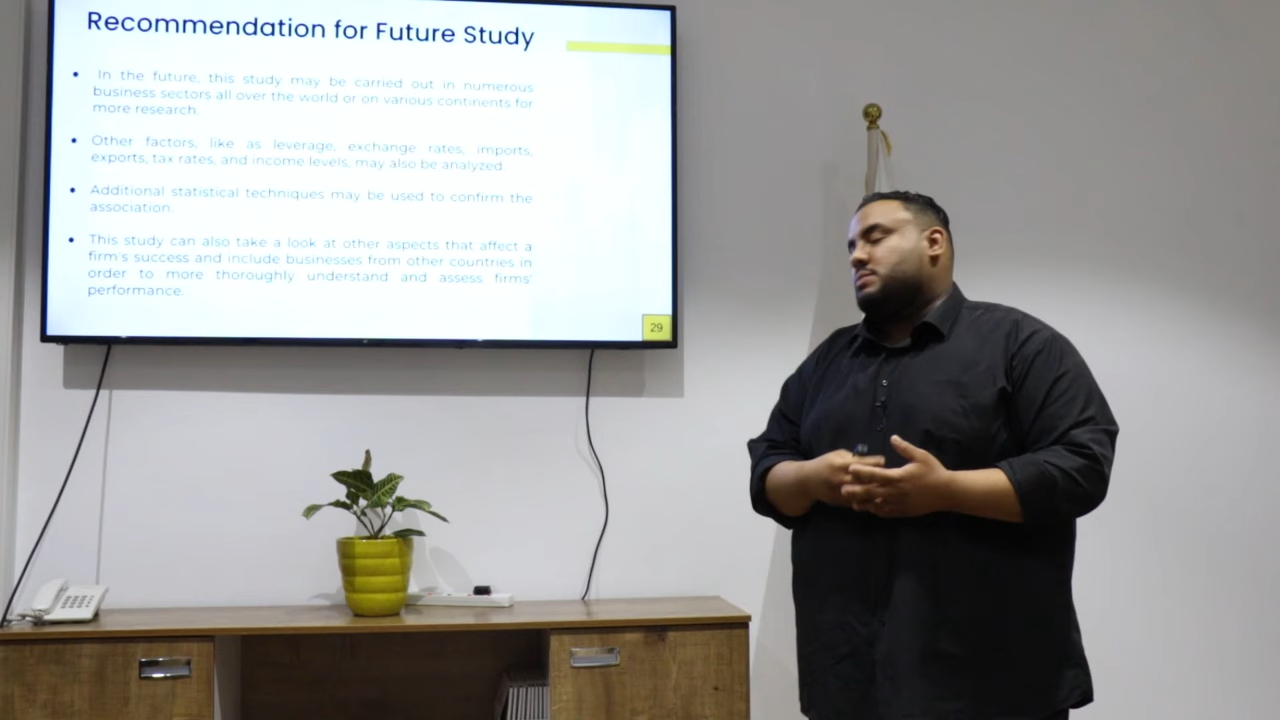 Recommendation for Future Study
• In the future, this study may be carried out in numerous
business sectors all over the world or on various continents for
more research.
• Other factors, like as leverage, exchange rates, imports,
exports, tax rates, and income levels, may also be analyzed.
• Additional statistical techniques may be used to confirm the
association.
• This study can also take a look at other aspects that affect a
firm's success and include businesses from other countries in
order to more thoroughly understand and assess firms'
performance.
29